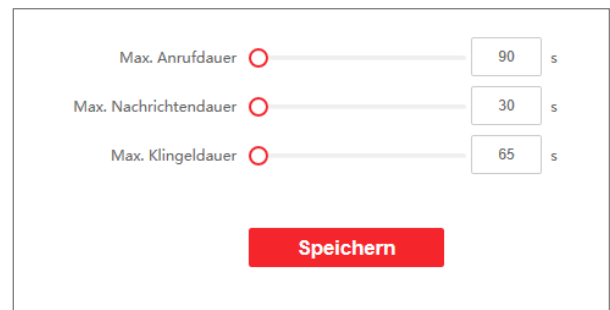 Max. Anrufdauer 90 s
Max. Nachrichtendauer 30 s
Max. Klingeldauer 65 s
Speichern